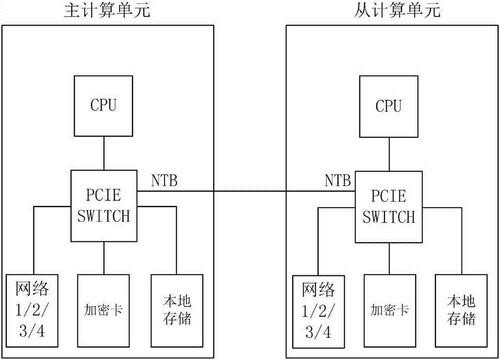 主计算单元
CPU
PCIE
SWITCH
NTB
网络
1/2/
3/4
加密卡
本地
存储
从计算单元
CPU
NTB
PCIE
SWITCH
网络
1/2/
3/4
加密卡
本地
存储